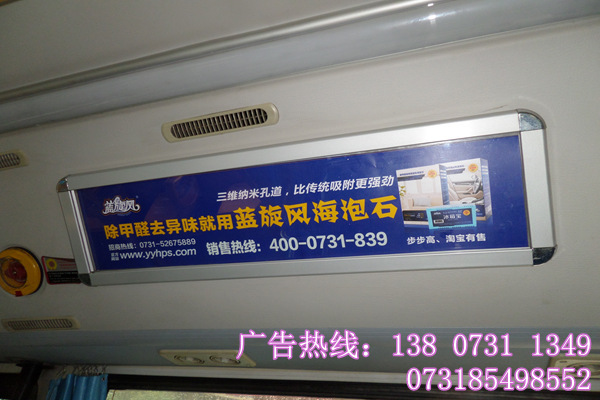 三维纳米孔道，比传统吸附更强劲
蓝旋风
除甲醛去异味就用蓝旋风海泡石
招商热线：0731-52675889
www.yyhps.com
销售热线：400-0731-839
步步高、淘宝有售
广告热线：138 0731 1349
073185498552